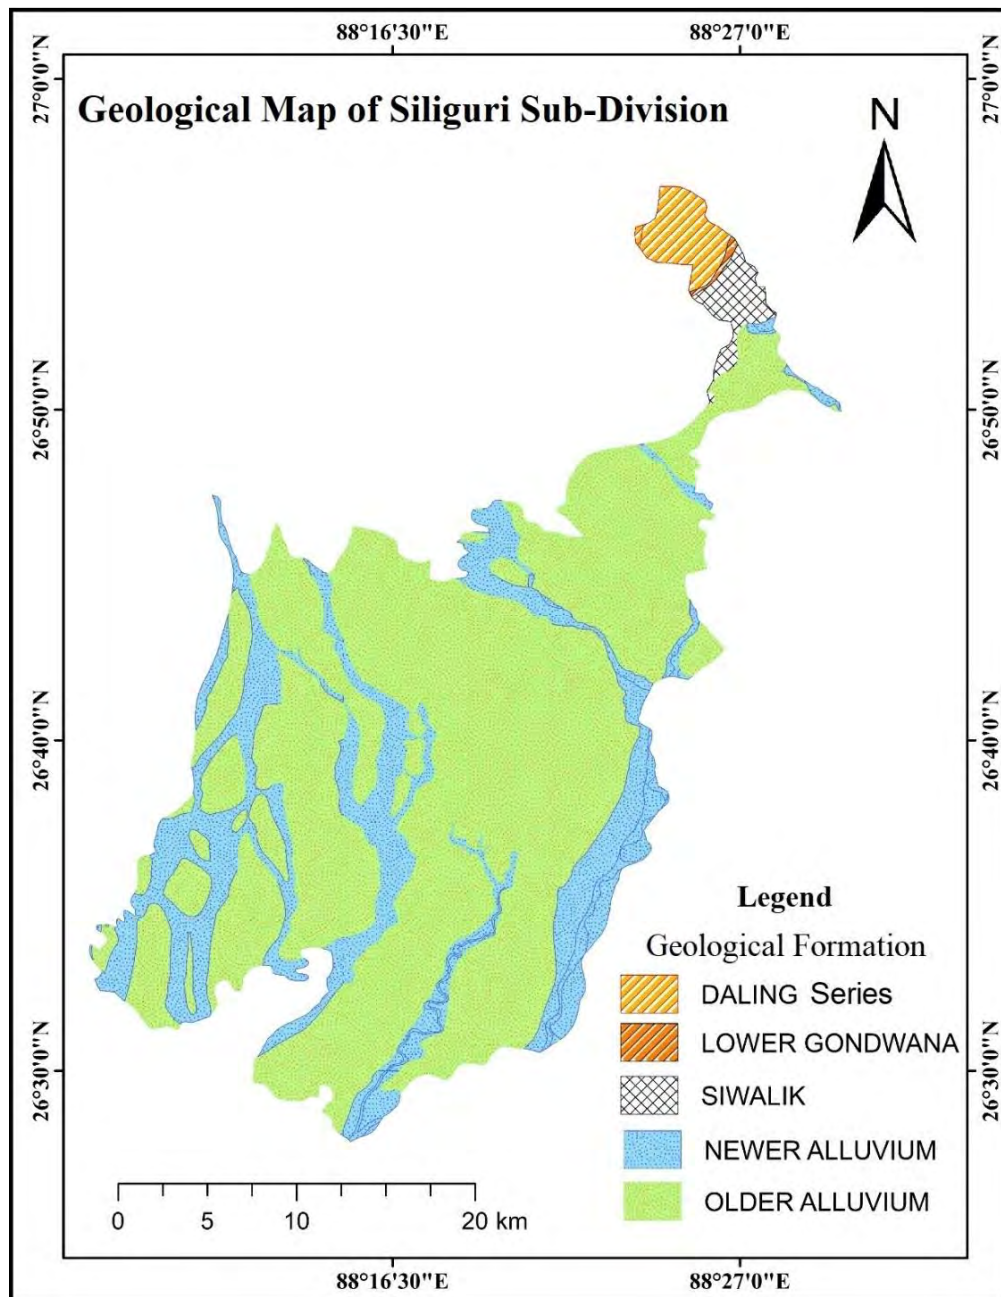 88°16'30"E 88°27'0"E
27°0'0"N 27°0'0"N
Geological Map of Siliguri Sub-Division
N
26°50'0"N 26°50'0"N
26°40'0"N 26°40'0"N
Legend
Geological Formation
DALING Series
LOWER GONDWANA
26°30'0"N 26°30'0"N
SIWALIK
NEWER ALLUVIUM
OLDER ALLUVIUM
0 5 10 20 km
88°16'30"E 88°27'0"E